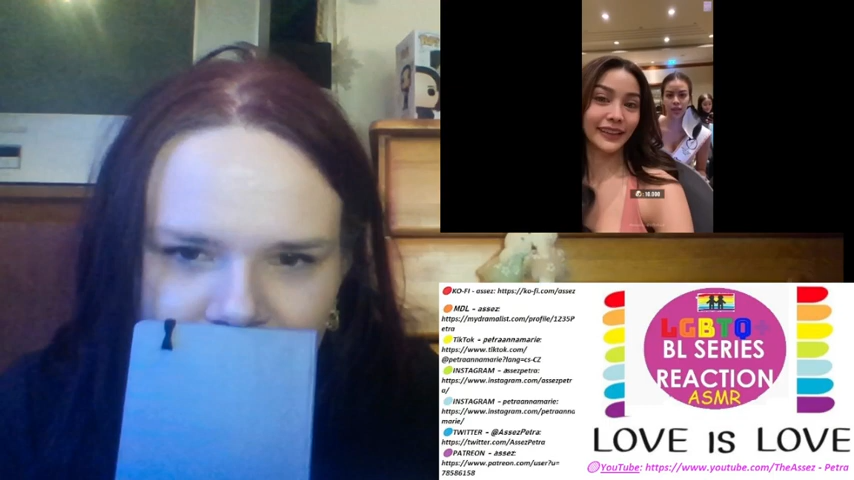 POP!
16.098
KO-FI - assez: https://ko-fi.com/assez
MDL - assez:
https://mydramalist.com/profile/1235P
etra
TikTok - petraannamarie:
https://www.tiktok.com/
@petraannamarie?lang=cs-CZ
INSTAGRAM - assezpetra:
https://www.instagram.com/assezpetr
a/
INSTAGRAM - petraannamarie:
https://www.instagram.com/petraanna
marie/
TWITTER - @AssezPetra:
https://twitter.com/AssezPetra
PATREON - assez:
https://www.patreon.com/user?u=
78586158
LGBTQ+
BL SERIES
REACTION
ASMR
LOVE IS LOVE
YouTube: https://www.youtube.com/TheAssez - Petra